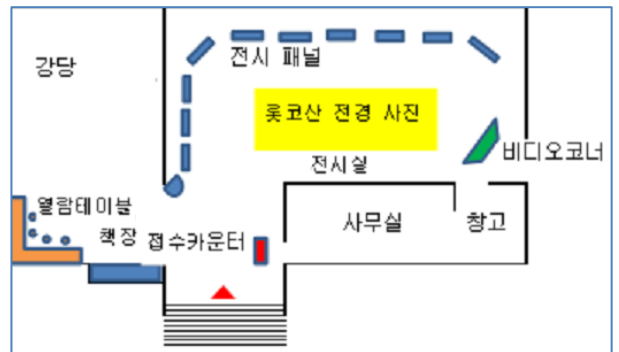 강당
전시 패널
롯코산 전경 사진
비디오코너
전시실
열람테이블
사무실
창고
책장
접수카운터